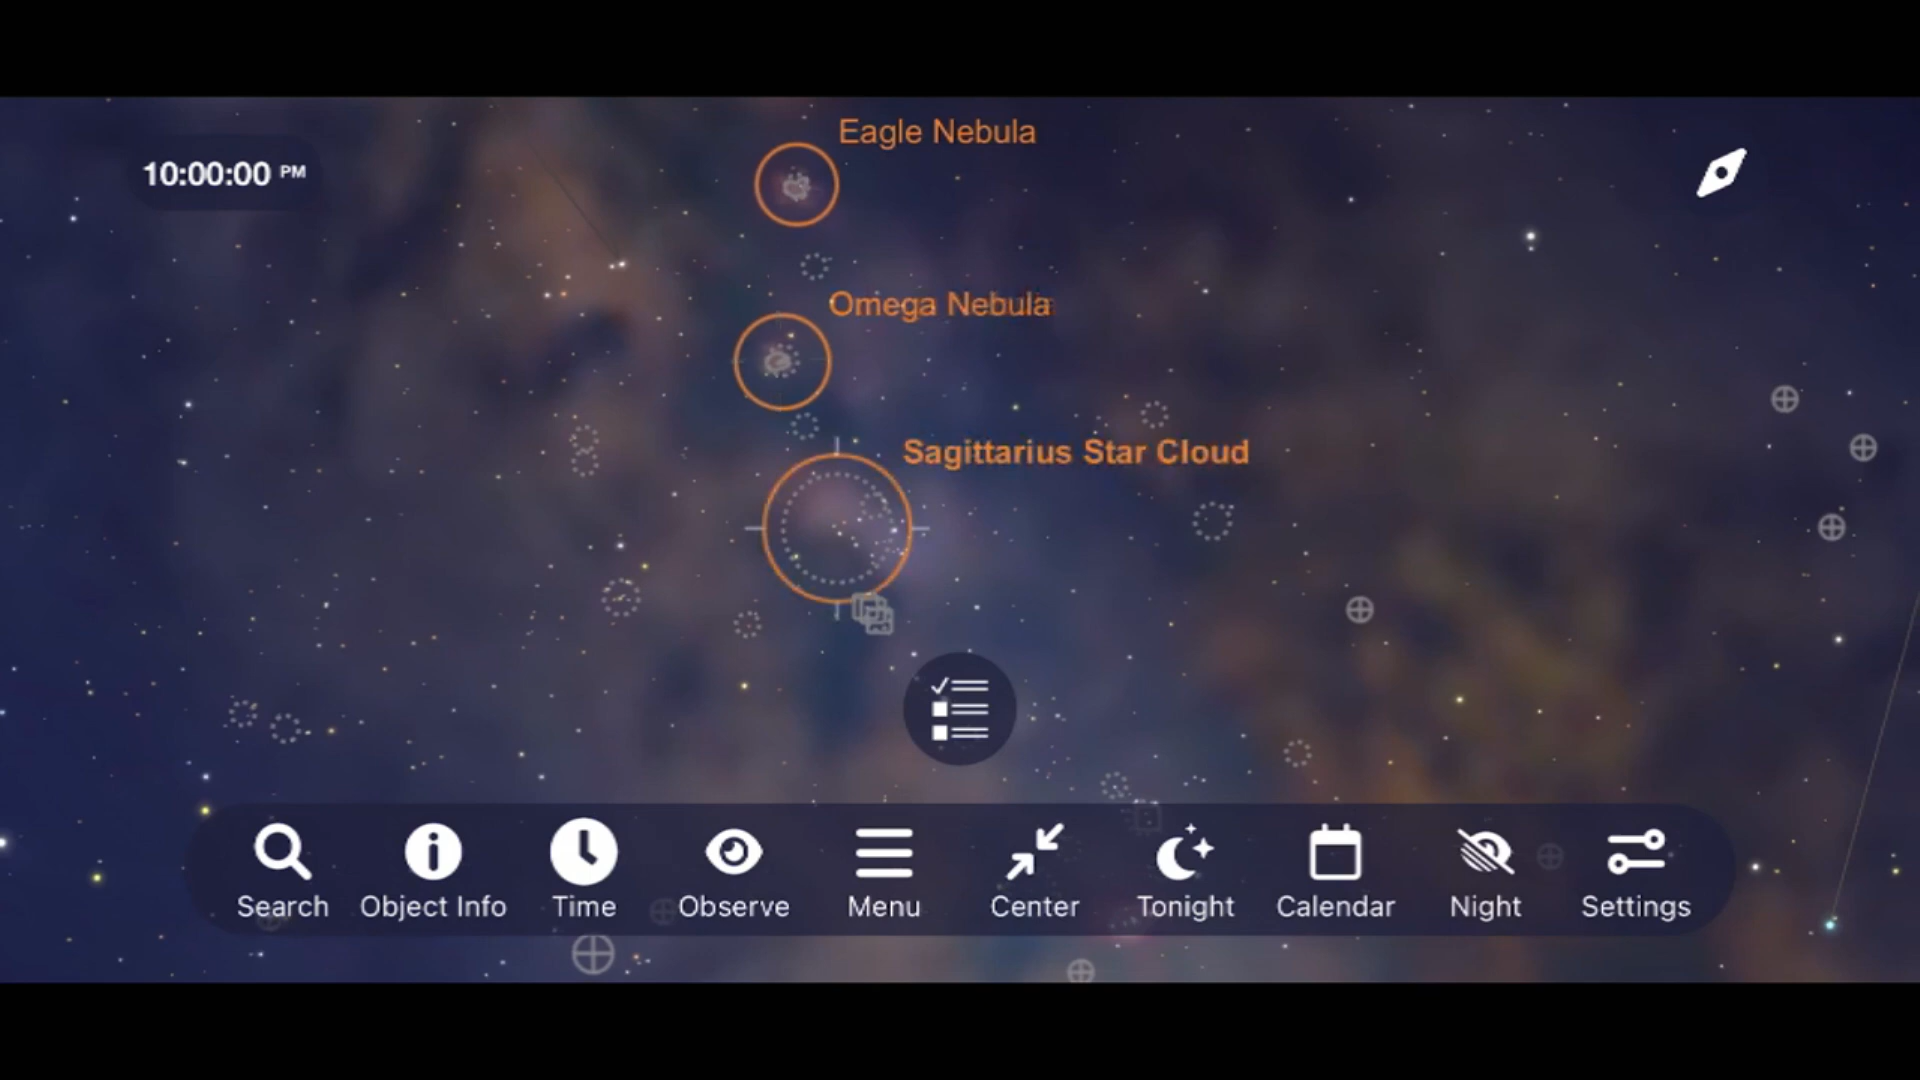 Eagle Nebula
10:00:00 PM
Omega Nebula
Sagittarius Star Cloud
Search Object Info Time Observe Menu Center Tonight Calendar Night Settings